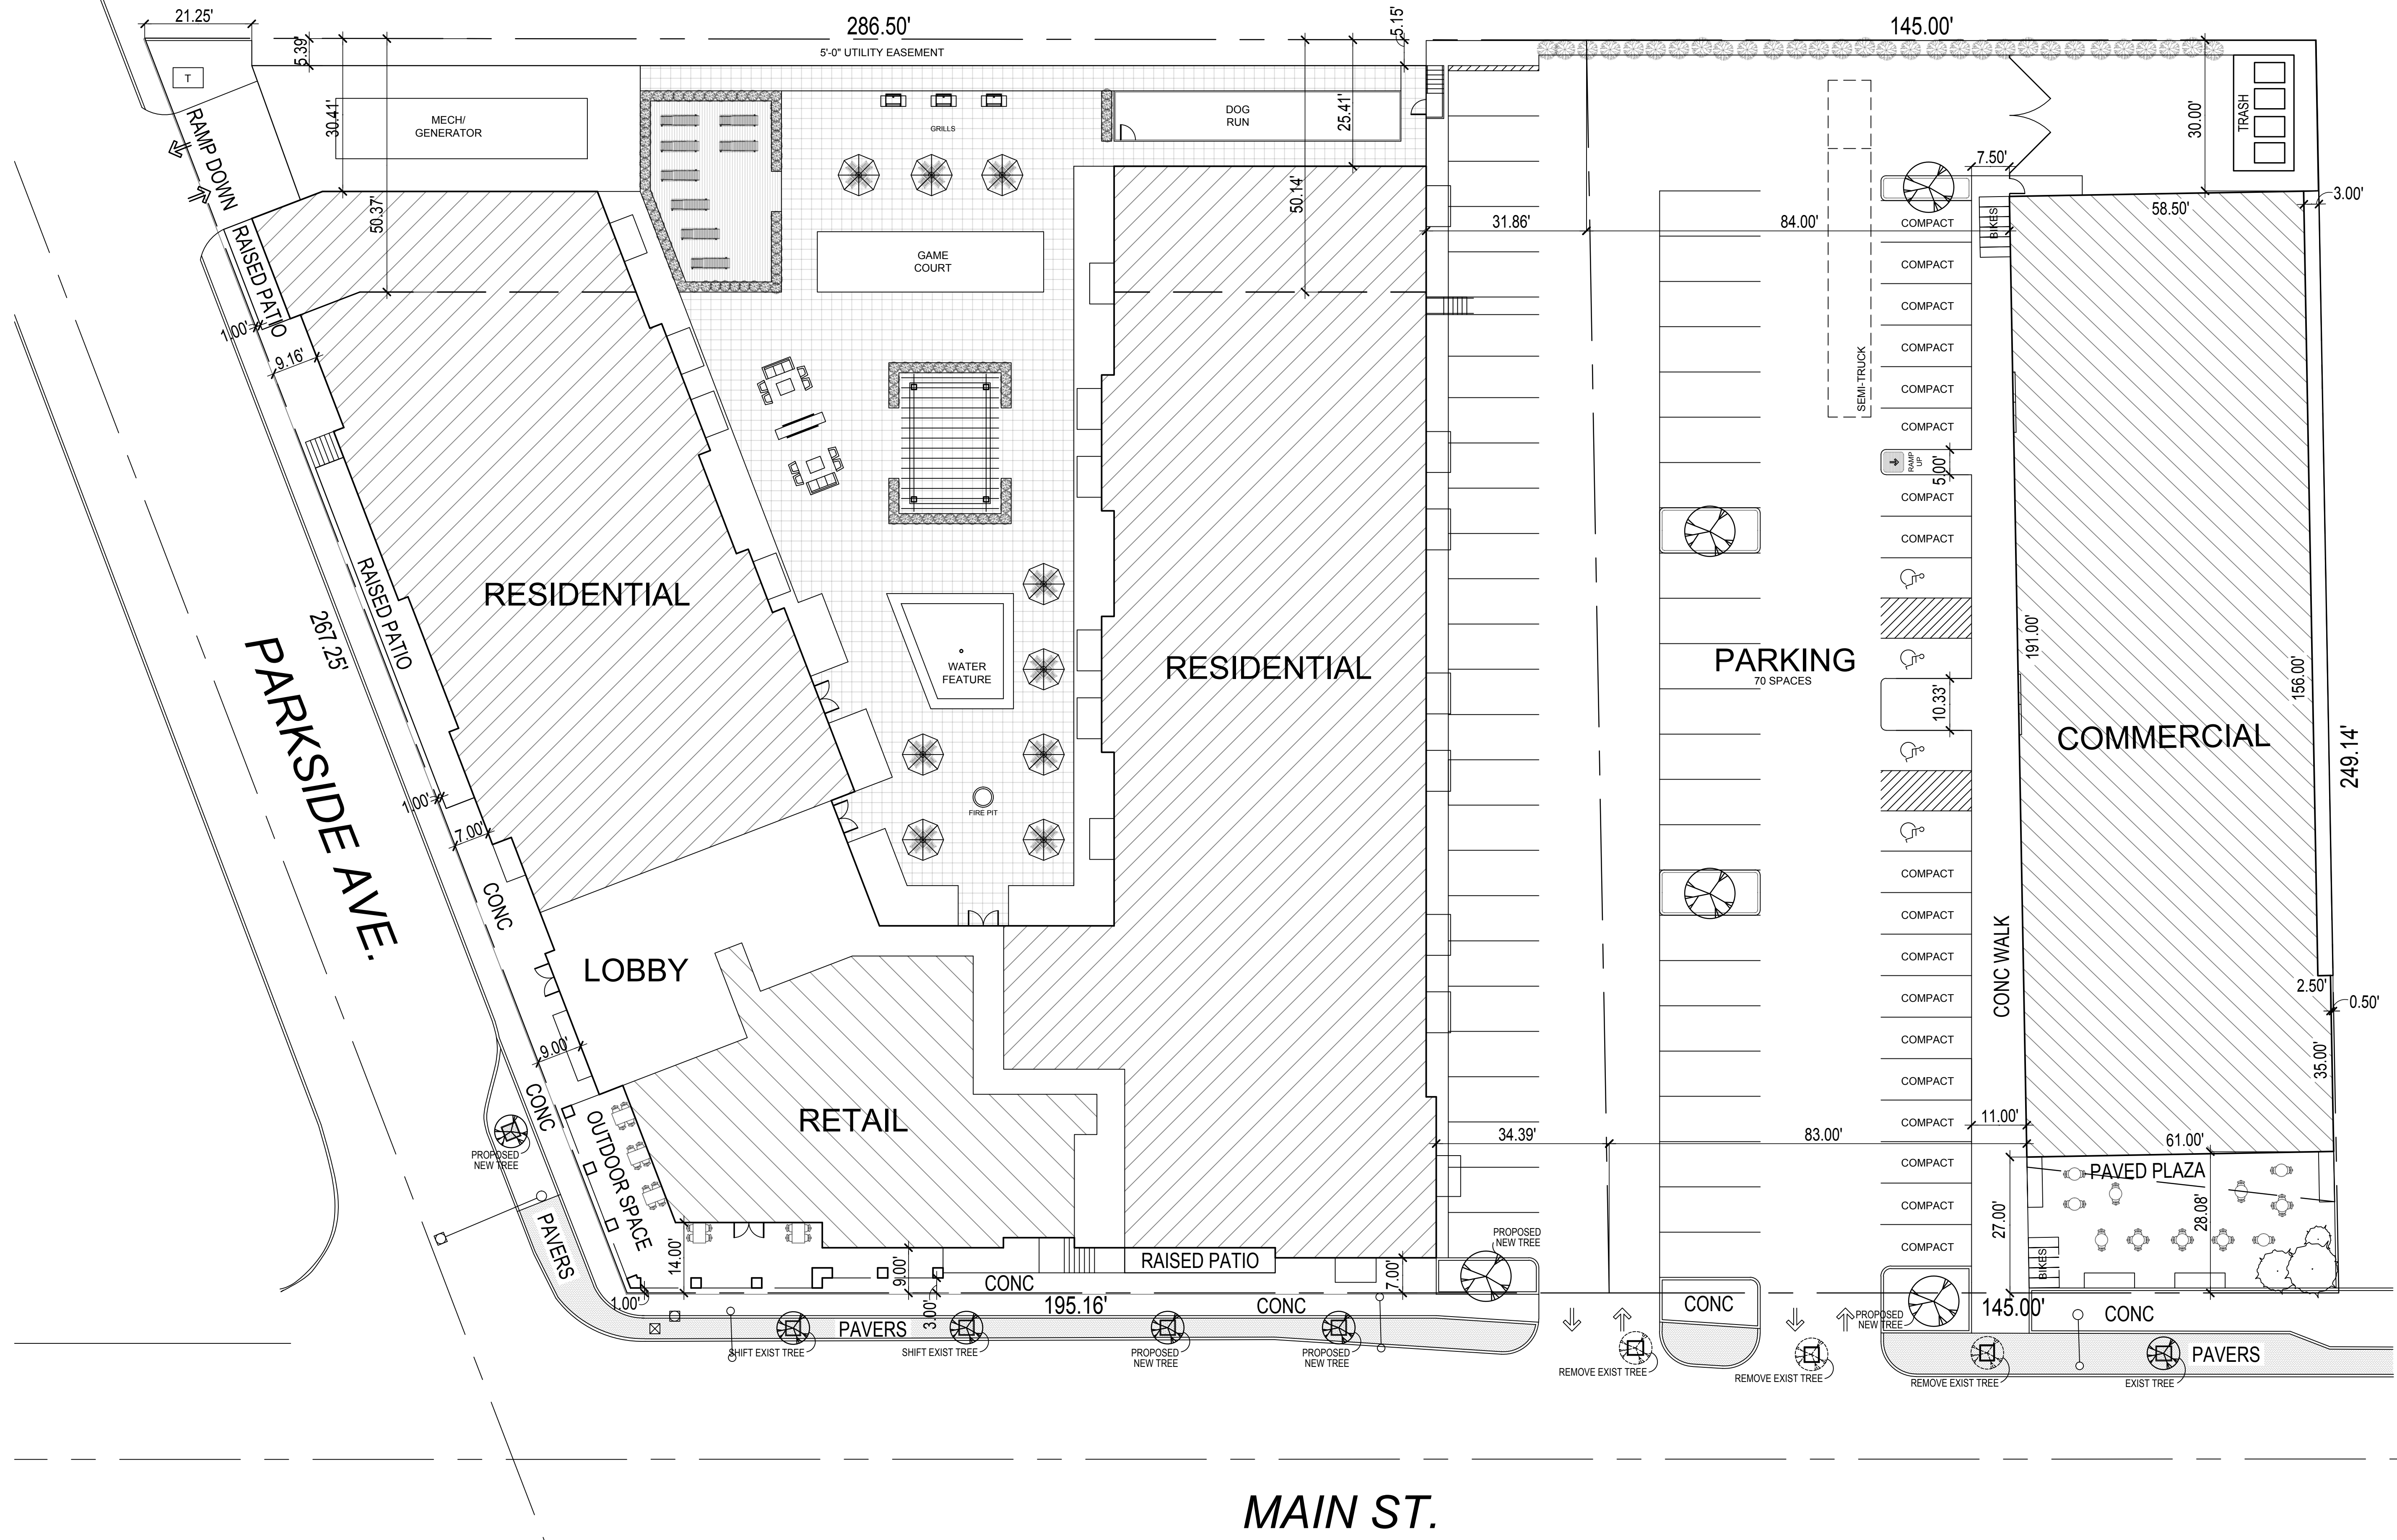 21.25'
286.50'
5.15'
145.00'
5.39'
5'-0" UTILITY EASEMENT
T
RAMP DOWN
30.41'
MECH/
GENERATOR
GRILLS
DOG
RUN
25.41'
30.00'
TRASH
7.50'
3.00'
50.37'
50.14'
31.86'
84.00'
COMPACT
BIKES
58.50'
RAISED PATIO
GAME
COURT
COMPACT
COMPACT
1.00'
9.16'
COMPACT
SEMI-TRUCK
COMPACT
COMPACT
RAMP
UP
5.00'
COMPACT
COMPACT
RAISED PATIO
RESIDENTIAL
267.25'
PARKSIDE AVE.
WATER
FEATURE
RESIDENTIAL
PARKING
70 SPACES
191.00'
156.00'
10.33'
COMMERCIAL
249.14'
1.00'
7.00'
FIRE PIT
CONC
COMPACT
COMPACT
LOBBY
COMPACT
CONC WALK
COMPACT
2.50'
0.50'
9.00'
COMPACT
35.00'
CONC
COMPACT
RETAIL
COMPACT
11.00'
OUTDOOR SPACE
34.39'
83.00'
61.00'
PROPOSED
NEW TREE
COMPACT
PAVED PLAZA
COMPACT
27.00'
28.08'
PAVERS
14.00'
9.00'
RAISED PATIO
7.00'
PROPOSED
NEW TREE
COMPACT
BIKES
CONC
1.00'
3.00'
195.16'
CONC
CONC
PROPOSED
NEW TREE
145.00'
CONC
PAVERS
SHIFT EXIST TREE
SHIFT EXIST TREE
PROPOSED
NEW TREE
PROPOSED
NEW TREE
REMOVE EXIST TREE
REMOVE EXIST TREE
REMOVE EXIST TREE
EXIST TREE
PAVERS
MAIN ST.